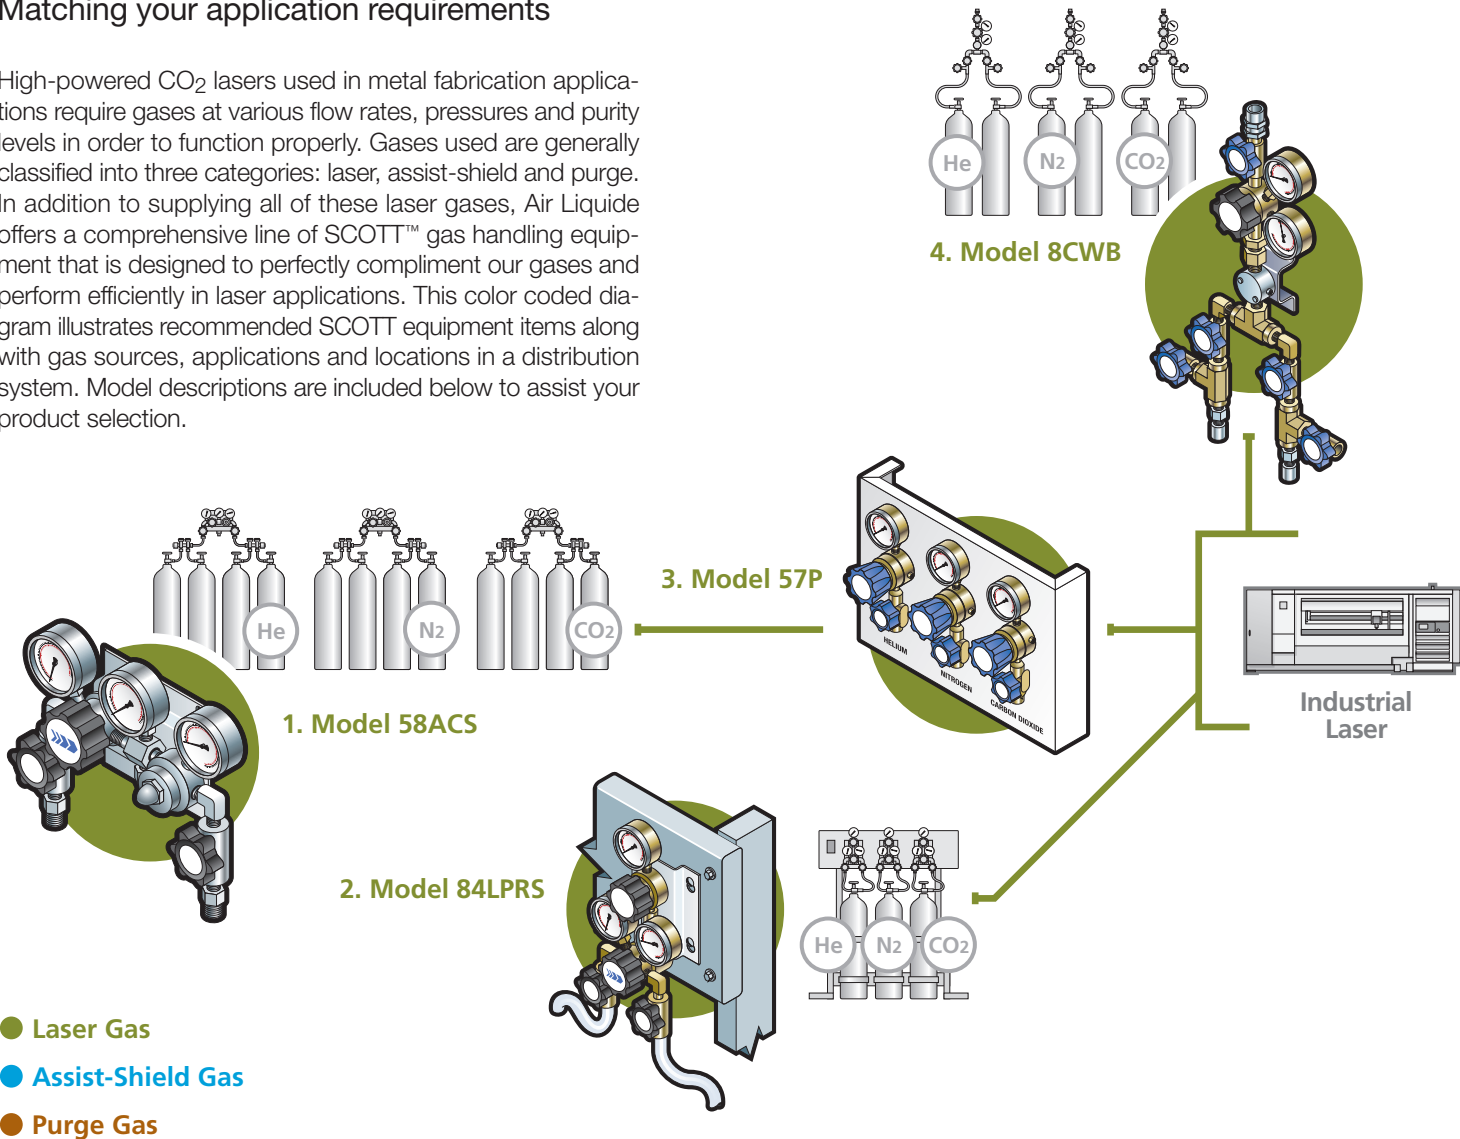 Matching your application requirements
High-powered CO2 lasers used in metal fabrication applica-
tions require gases at various flow rates, pressures and purity
levels in order to function properly. Gases used are generally
classified into three categories: laser, assist-shield and purge.
In addition to supplying all of these laser gases, Air Liquide
offers a comprehensive line of SCOTT™ gas handling equip-
ment that is designed to perfectly compliment our gases and
perform efficiently in laser applications. This color coded dia-
gram illustrates recommended SCOTT equipment items along
with gas sources, applications and locations in a distribution
system. Model descriptions are included below to assist your
product selection.
He
N2
CO2
4. Model 8CWB
He
N2
CO2
1. Model 58ACS
3. Model 57P
HELIUM
NITROGEN
CARBON DIOXIDE
Industrial
Laser
2. Model 84LPRS
He
N2
CO2
Laser Gas
Assist-Shield Gas
Purge Gas